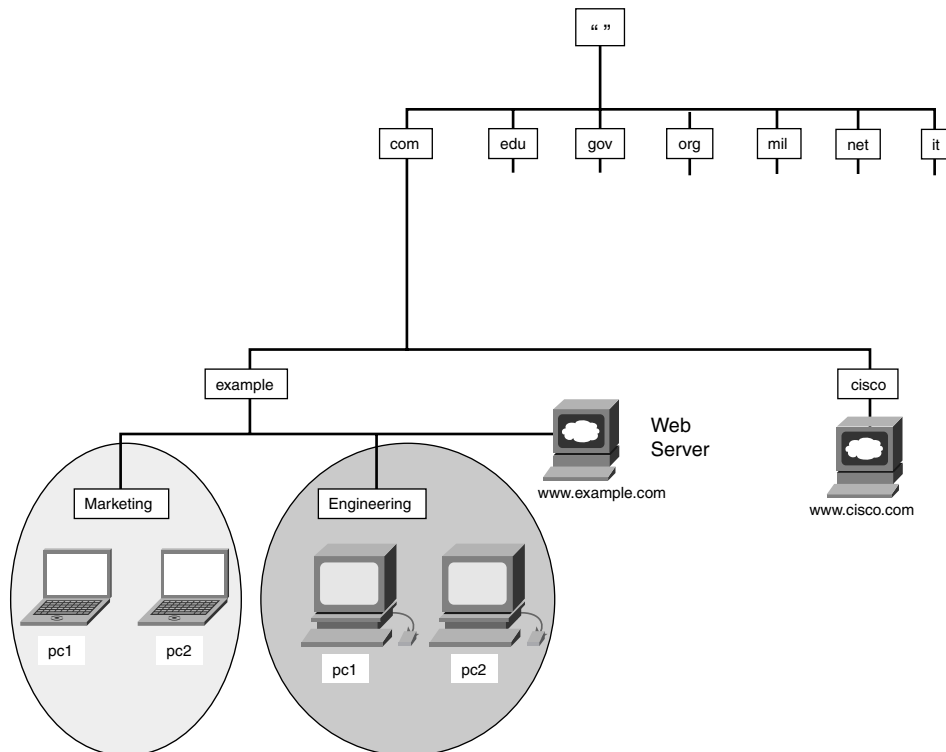 “ ”
com
edu
gov
org
mil
net
it
example
cisco
Web
Server
www.example.com
www.cisco.com
Marketing
Engineering
pc1
pc2
pc1
pc2